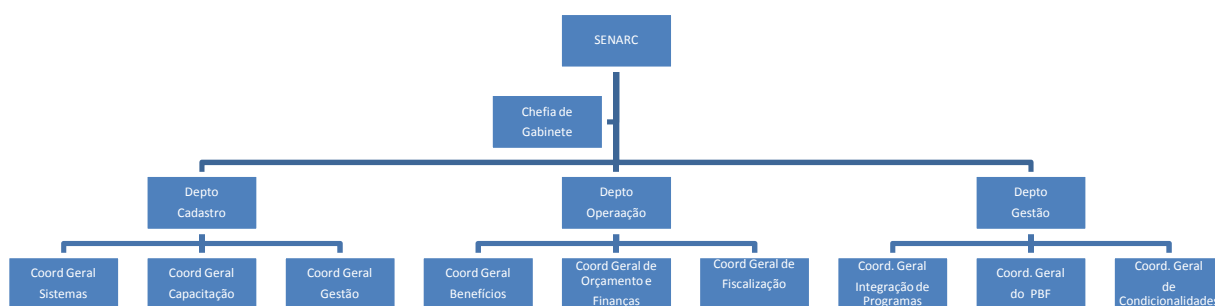 SENARC
Chefia de
Gabinete
Depto
Cadastro
Depto
Operaação
Depto
Gestão
Coord Geral
Sistemas
Coord Geral
Capacitação
Coord Geral
Gestão
Coord Geral
Benefícios
Coord Geral de
Orçamento e
Finanças
Coord Geral de
Fiscalização
Coord. Geral
Integração de
Programas
Coord. Geral
do PBF
Coord. Geral
de
Condicionalidades